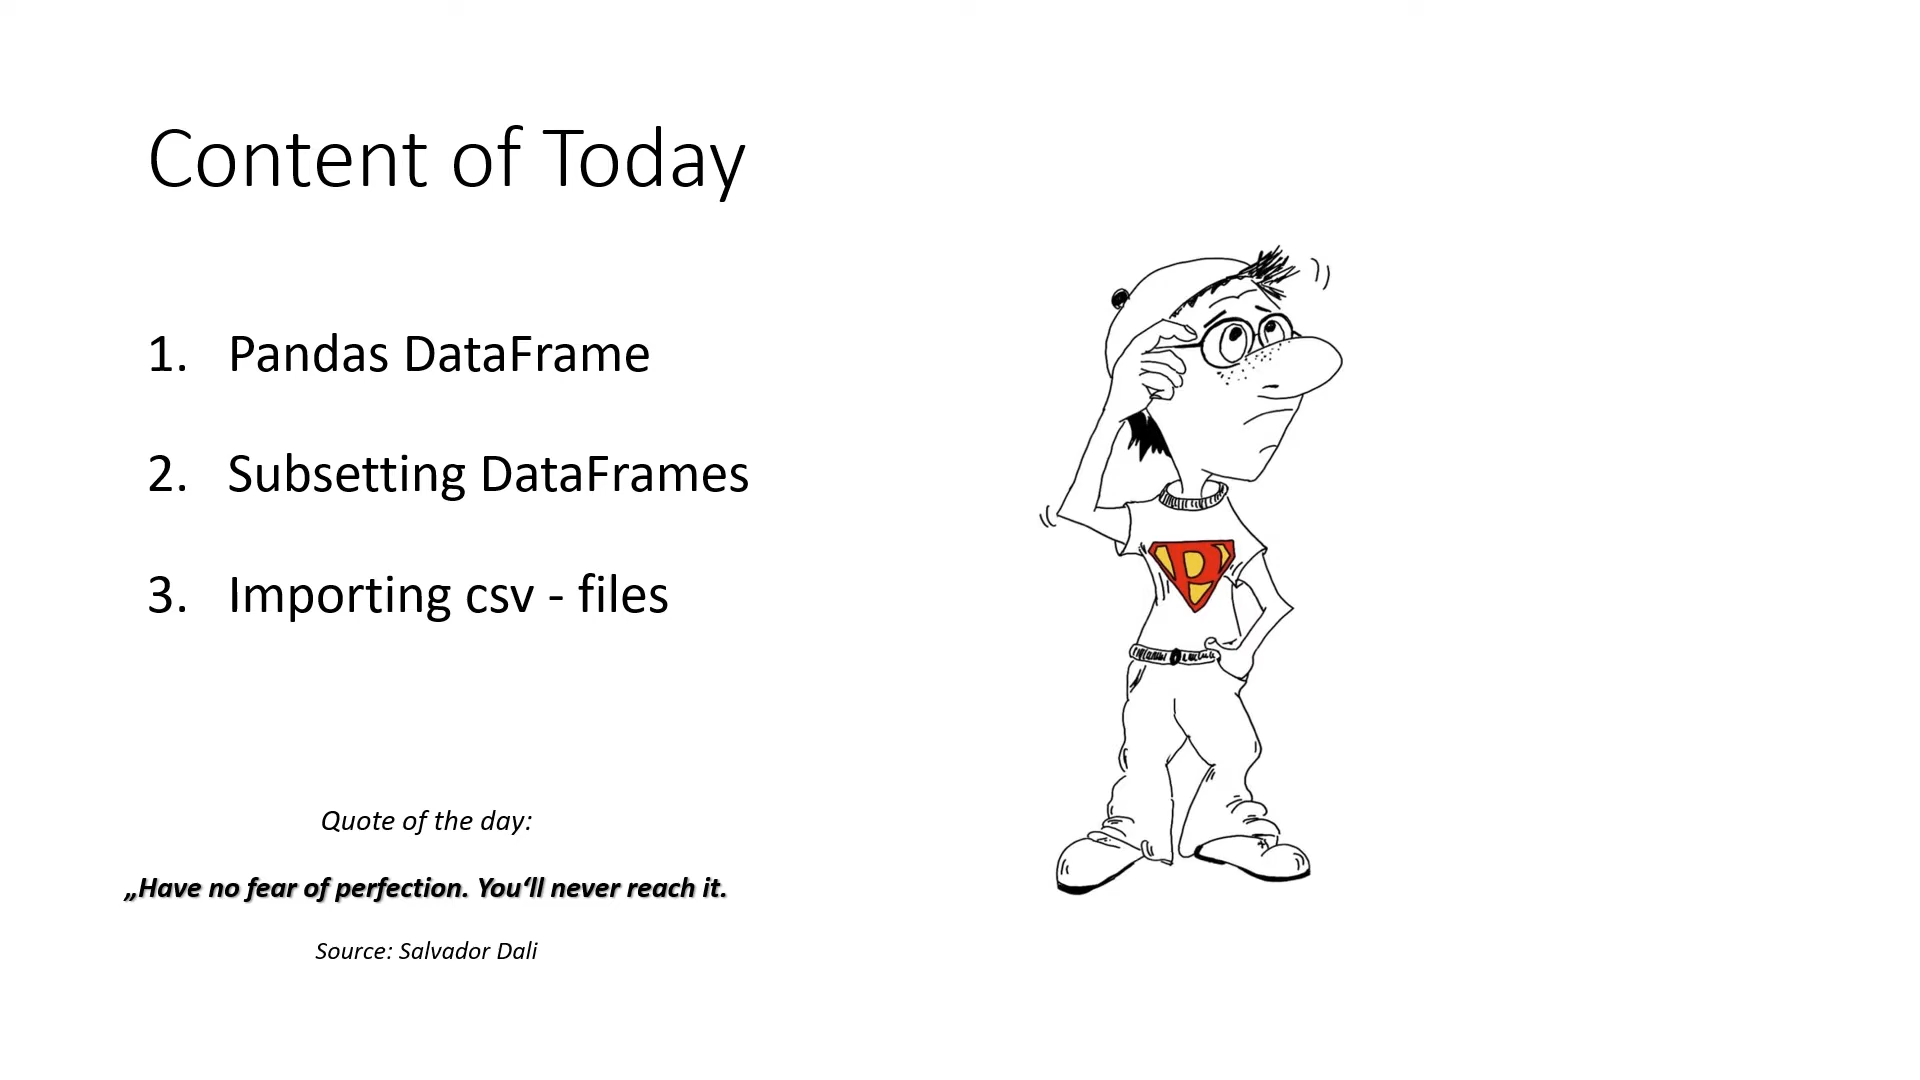 Content of Today
1. Pandas DataFrame
2. Subsetting DataFrames
3. Importing csv - files
P
Quote of the day:
„Have no fear of perfection. You‘ll never reach it.
Source: Salvador Dali